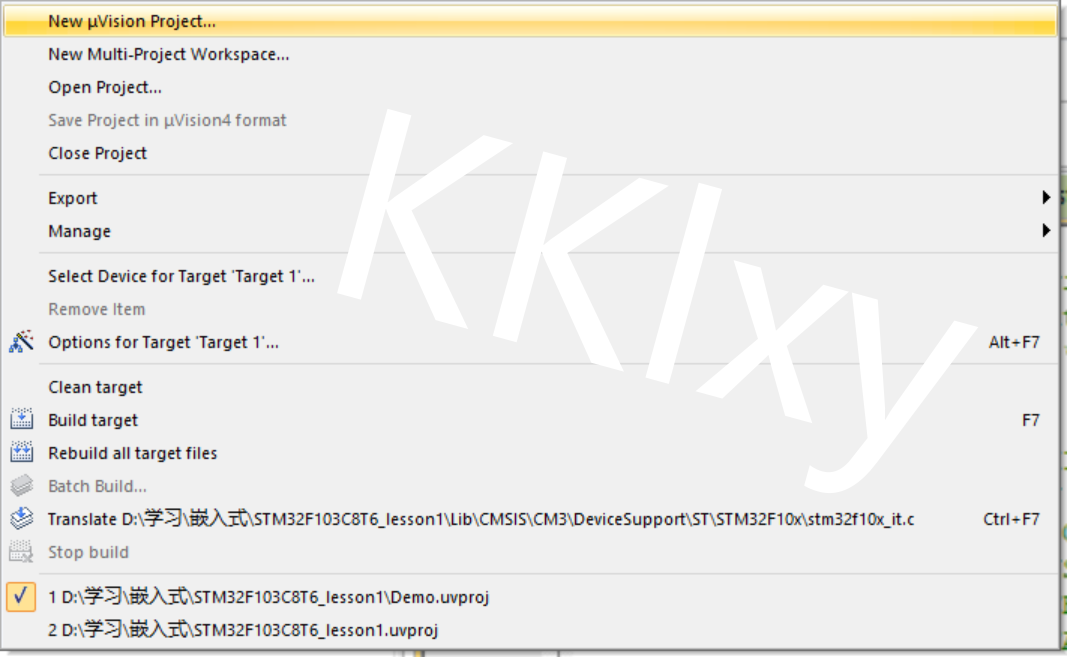 New µVision Project...
New Multi-Project Workspace...
Open Project...
Save Project in µVision4 format
Close Project
Export
Manage
Select Device for Target 'Target 1'...
Remove Item
Options for Target 'Target 1'... Alt+F7
Clean target
Build target F7
Rebuild all target files
Batch Build...
Translate D:\学习\嵌入式\STM32F103C8T6_lesson1\Lib\CMSIS\CM3\DeviceSupport\ST\STM32F10x\stm32f10x_it.c Ctrl+F7
Stop build
1 D:\学习\嵌入式\STM32F103C8T6_lesson1\Demo.uvproj
2 D:\学习\嵌入式\STM32F103C8T6_lesson1.uvproj
KKlxy